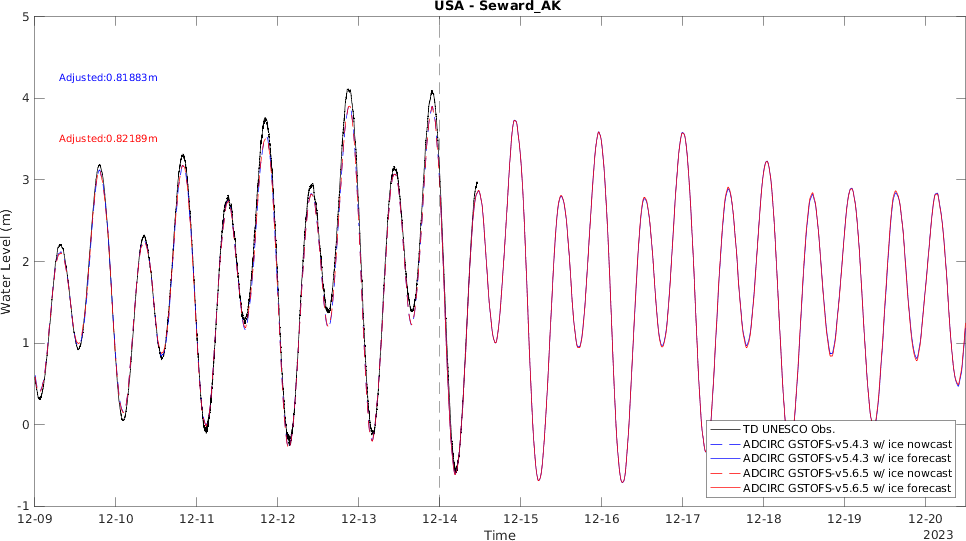 USA - Seward_AK
5
4
3
2
1
0
-1
Water Level (m)
Adjusted:0.81883m
Adjusted:0.82189m
TD UNESCO Obs.
ADCIRC GSTOFS-v5.4.3 w/ ice nowcast
ADCIRC GSTOFS-v5.4.3 w/ ice forecast
ADCIRC GSTOFS-v5.6.5 w/ ice nowcast
ADCIRC GSTOFS-v5.6.5 w/ ice forecast
12-09 12-10 12-11 12-12 12-13 12-14 12-15 12-16 12-17 12-18 12-19 12-20
Time 2023